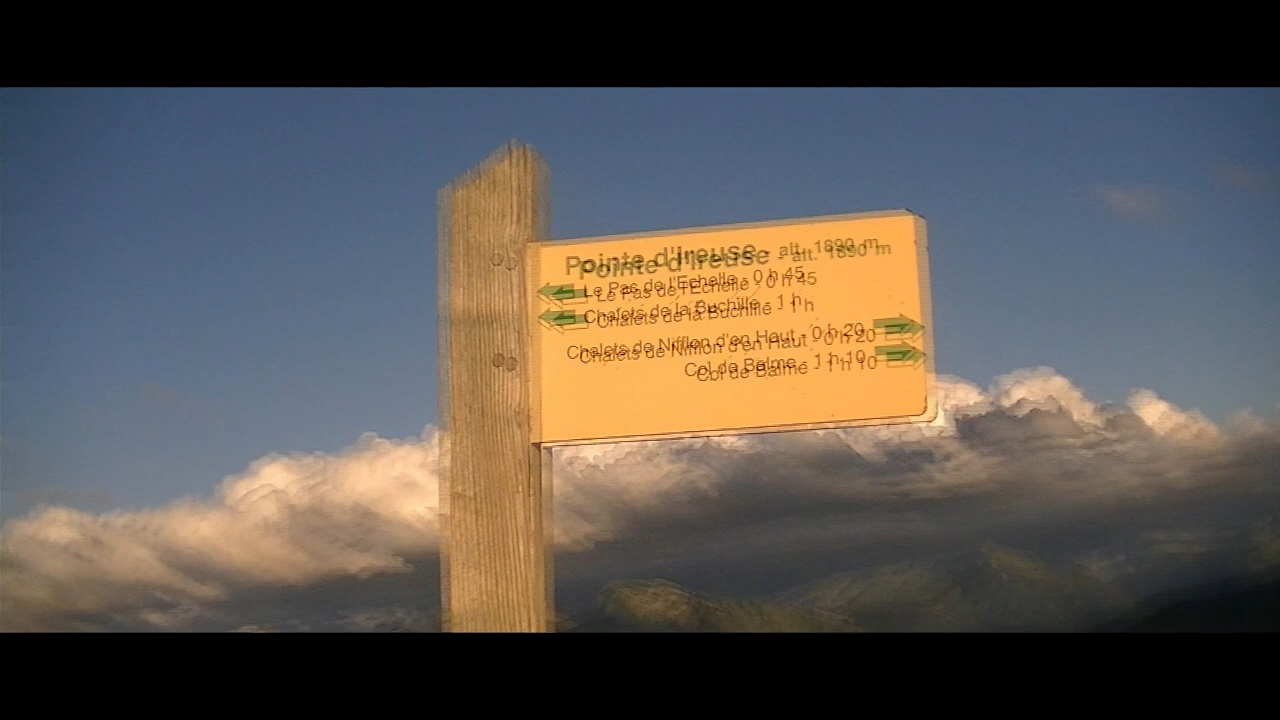 Pointe d'Ireuse - alt. 1890 m
Le Pas de l'Echelle - 0 h 45
Chalets de la Buchille - 1 h
Chalets de Nifflon d'en Haut - 0 h 20
Col de Balme - 1 h 10